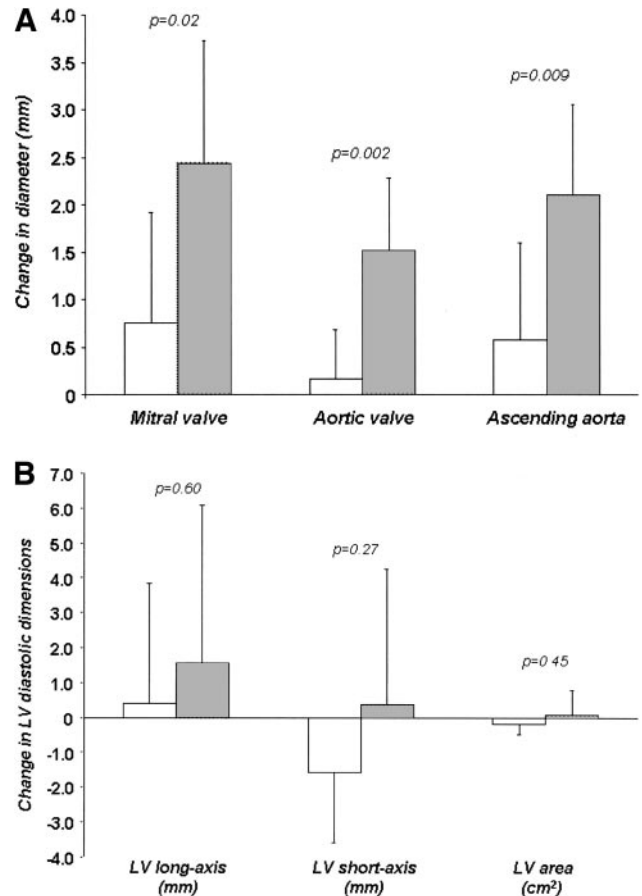 A
4.0
3.5
3.0
2.5
2.0
1.5
1.0
0.5
0
Change in diameter (mm)
p=0.02
p=0.002
p=0.009
Mitral valve
Aortic valve
Ascending aorta
B
7.0
6.0
5.0
4.0
3.0
2.0
1.0
0
-1.0
-2.0
-3.0
-4.0
Change in LV diastolic dimensions
p=0.60
p=0.27
p=0 45
LV long-axis
(mm)
LV short-axis
(mm)
LV area
(cm²)